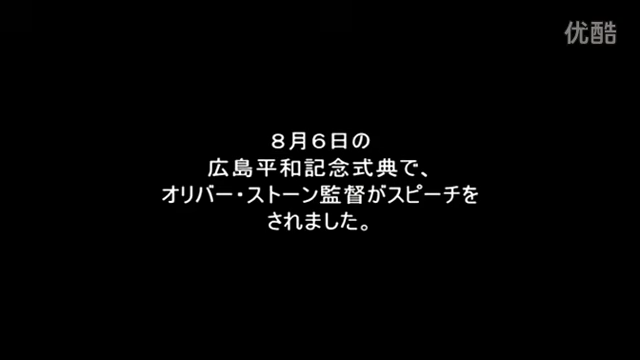 优酷
８月６日の
広島平和記念式典で、
オリバー・ストーン監督がスピーチを
されました。